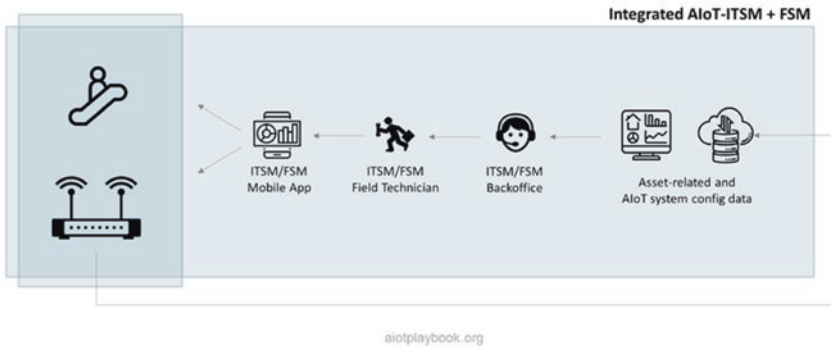 Integrated AIoT-ITSM + FSM
ITSM/FSM
Mobile App
ITSM/FSM
Field Technician
ITSM/FSM
Backoffice
Asset-related and
AIoT system config data
aiotplaybook.org